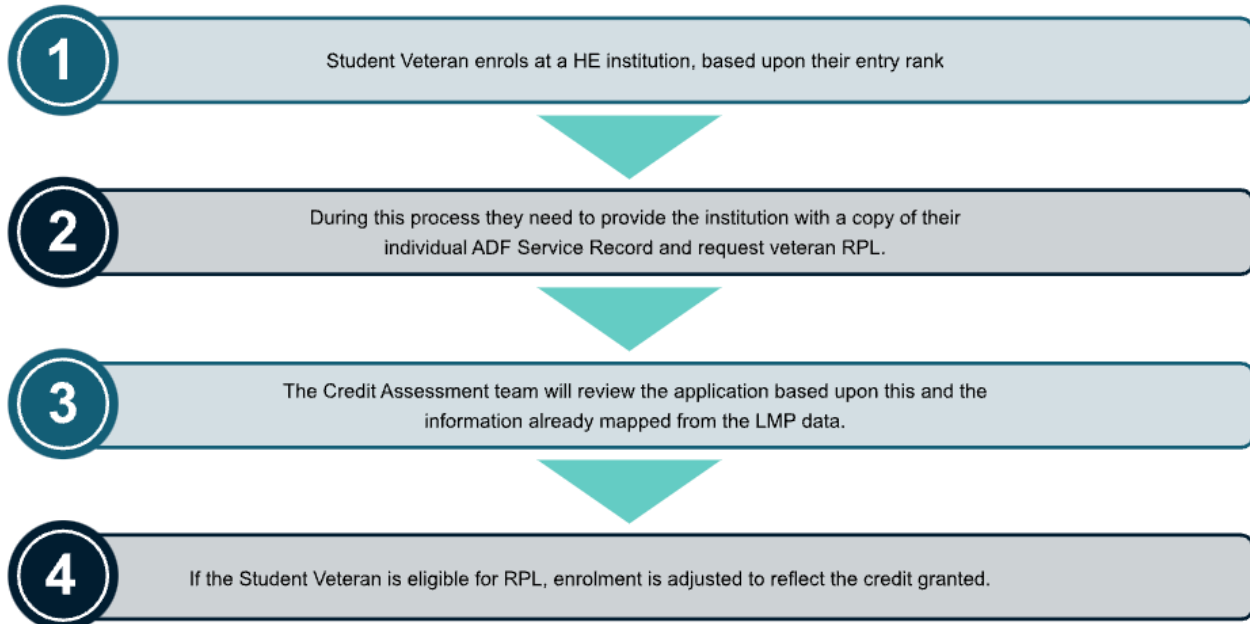 1
Student Veteran enrols at a HE institution, based upon their entry rank
2
During this process they need to provide the institution with a copy of their
individual ADF Service Record and request veteran RPL.
3
The Credit Assessment team will review the application based upon this and the
information already mapped from the LMP data.
4
If the Student Veteran is eligible for RPL, enrolment is adjusted to reflect the credit granted.